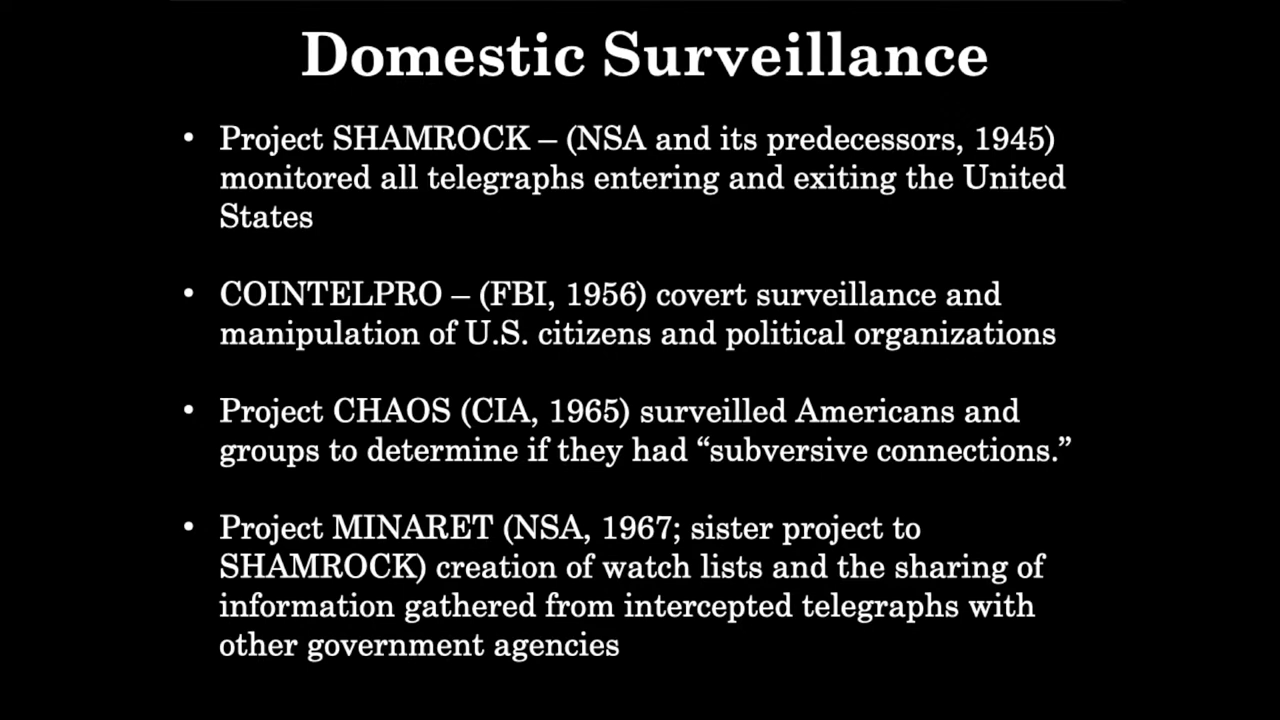 Domestic Surveillance
• Project SHAMROCK – (NSA and its predecessors, 1945)
monitored all telegraphs entering and exiting the United
States
• COINTELPRO – (FBI, 1956) covert surveillance and
manipulation of U.S. citizens and political organizations
• Project CHAOS (CIA, 1965) surveilled Americans and
groups to determine if they had “subversive connections.”
• Project MINARET (NSA, 1967; sister project to
SHAMROCK) creation of watch lists and the sharing of
information gathered from intercepted telegraphs with
other government agencies